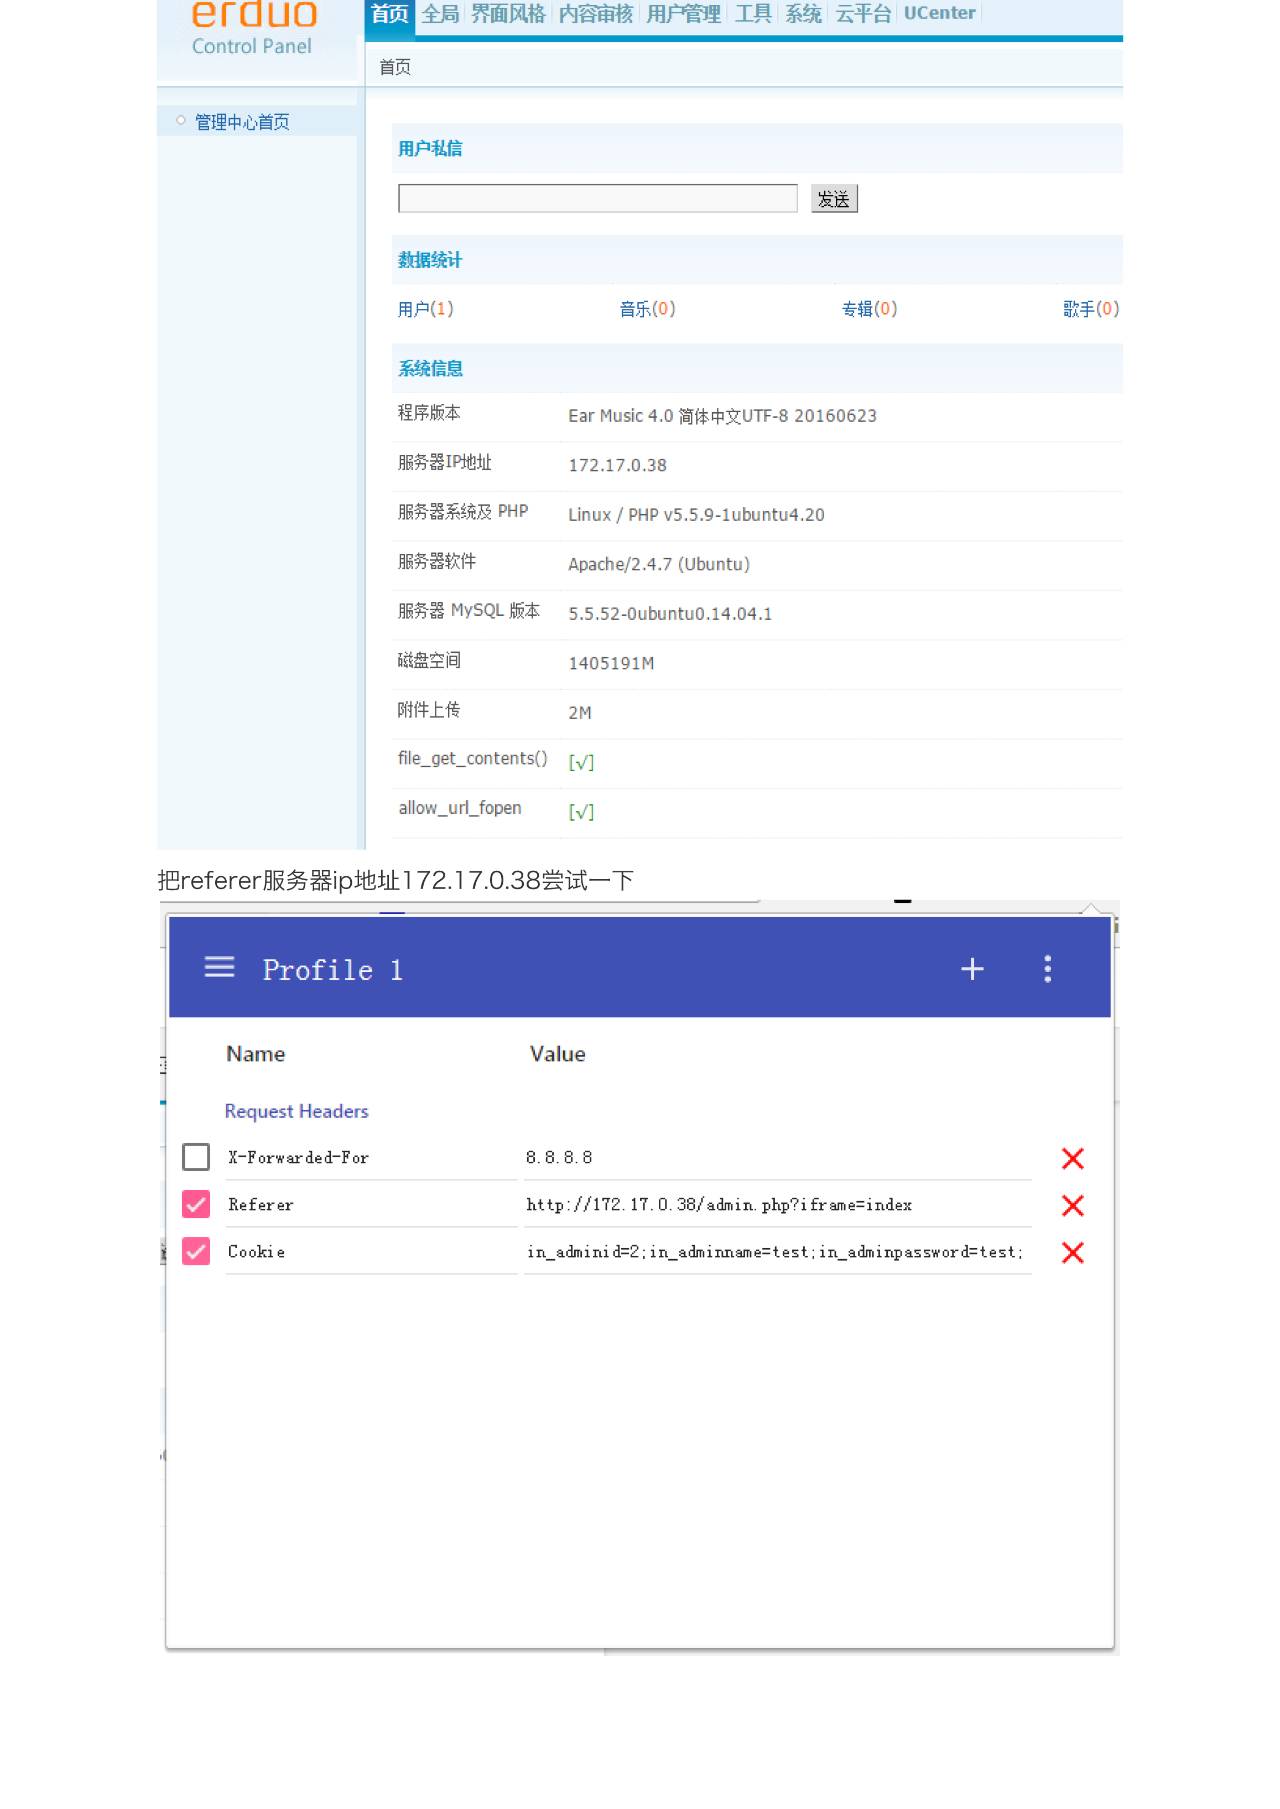 erduo
Control Panel
首页 全局 界面风格 内容审核 用户管理 工具 系统 云平台 UCenter
首页
管理中心首页
用户私信
发送
数据统计
用户(1) 音乐(0) 专辑(0) 歌手(0)
系统信息
程序版本 Ear Music 4.0 简体中文UTF-8 20160623
服务器IP地址 172.17.0.38
服务器系统及 PHP Linux / PHP v5.5.9-1ubuntu4.20
服务器软件 Apache/2.4.7 (Ubuntu)
服务器 MySQL 版本 5.5.52-0ubuntu0.14.04.1
磁盘空间 1405191M
附件上传 2M
file_get_contents() [√]
allow_url_fopen [√]
把referer服务器ip地址172.17.0.38尝试一下
Profile 1
Name Value
Request Headers
X-Forwarded-For 8.8.8.8
Referer http://172.17.0.38/admin.php?iframe=index
Cookie in_adminid=2;in_adminname=test;in_adminpassword=test;